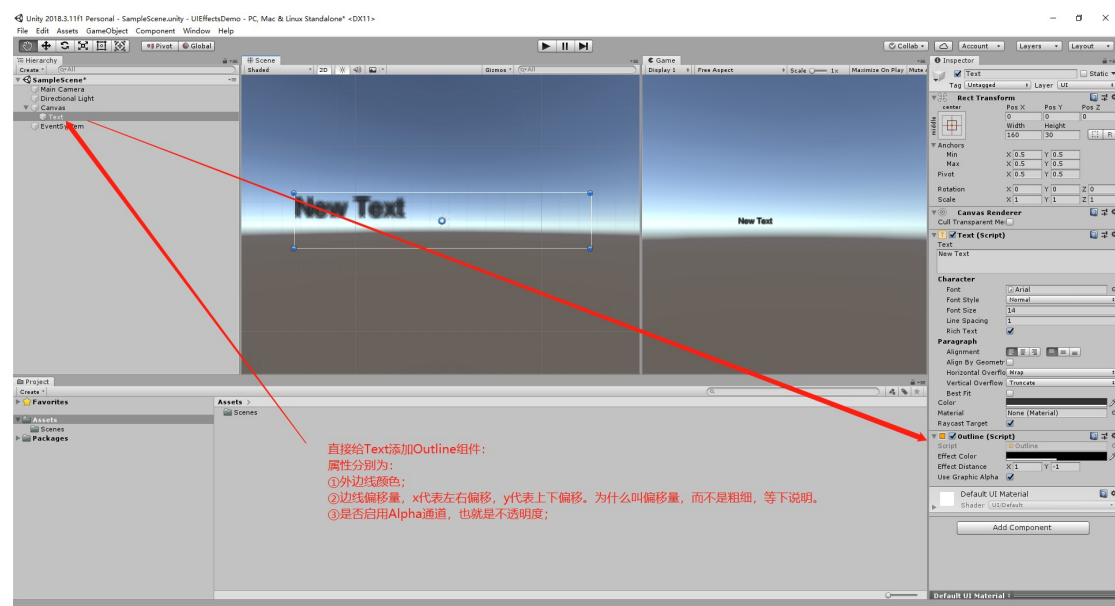 Unity 2018.3.11f1 Personal - SampleScene.unity - UIEffectsDemo - PC, Mac & Linux Standalone* <DX11>
File Edit Assets GameObject Component Window Help
Pivot Global Collab Account Layers Layout
Hierarchy
Create All
SampleScene*
Main Camera
Directional Light
Canvas
Text
EventSystem
Scene
Shaded 2D Gizmos All
New Text
Game
Display 1 Free Aspect Scale 1x Maximize On Play Mute
New Text
Project
Create
Favorites
Assets
Scenes
Packages
Assets >
Scenes
直接给Text添加Outline组件：
属性分别为：
①外边线颜色；
②边线偏移量，x代表左右偏移，y代表上下偏移。为什么叫偏移量，而不是粗细，等下说明。
③是否启用Alpha通道，也就是不透明度；
Inspector
Text Static
Tag Untagged Layer UI
Rect Transform
center Pos X Pos Y Pos Z
middle 0 0 0
Width Height
160 30 R
Anchors
Min X 0.5 Y 0.5
Max X 0.5 Y 0.5
Pivot X 0.5 Y 0.5
Rotation X 0 Y 0 Z 0
Scale X 1 Y 1 Z 1
Canvas Renderer
Cull Transparent Me
Text (Script)
Text
New Text
Character
Font Arial
Font Style Normal
Font Size 14
Line Spacing 1
Rich Text
Paragraph
Alignment
Align By Geometr
Horizontal Overflo Wrap
Vertical Overflow Truncate
Best Fit
Color
Material None (Material)
Raycast Target
Outline (Script)
Script Outline
Effect Color
Effect Distance X 1 Y -1
Use Graphic Alpha
Default UI Material
Shader UI/Default
Add Component
Default UI Material